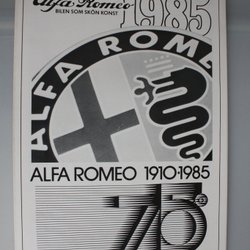 Alfa Romeo 1985
BILEN SOM SKÖN KONST.
ALFA ROMEO
ALFA ROMEO 1910-1985
75